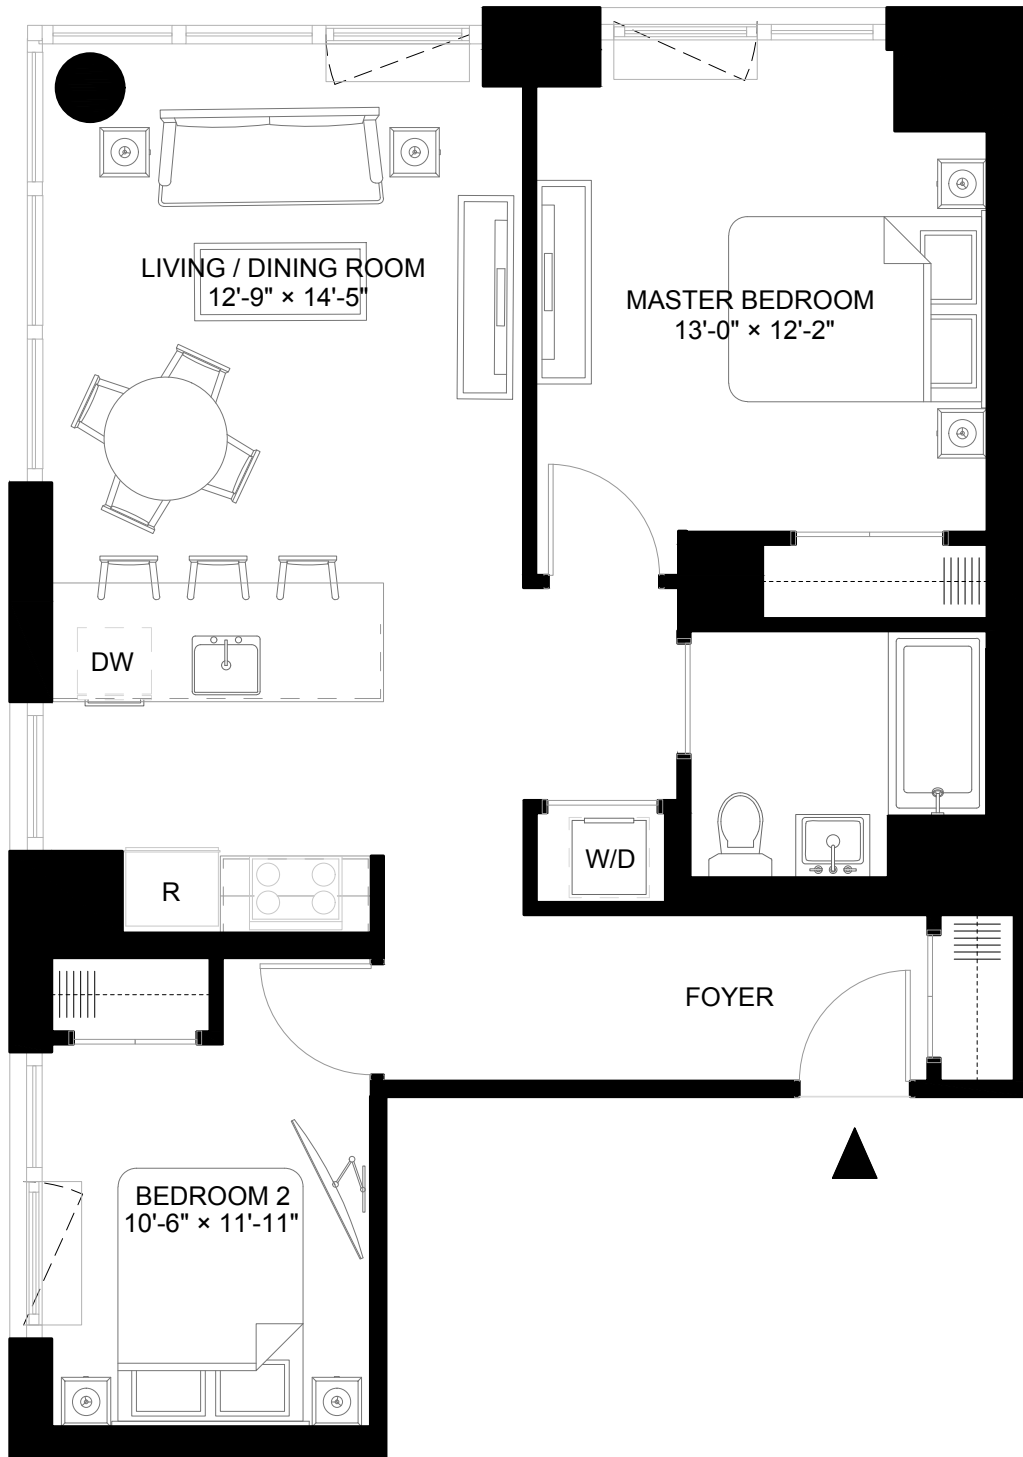 LIVING / DINING ROOM
12'-9" × 14'-5"
MASTER BEDROOM
13'-0" × 12'-2"
DW
W/D
R
FOYER
BEDROOM 2
10'-6" × 11'-11"